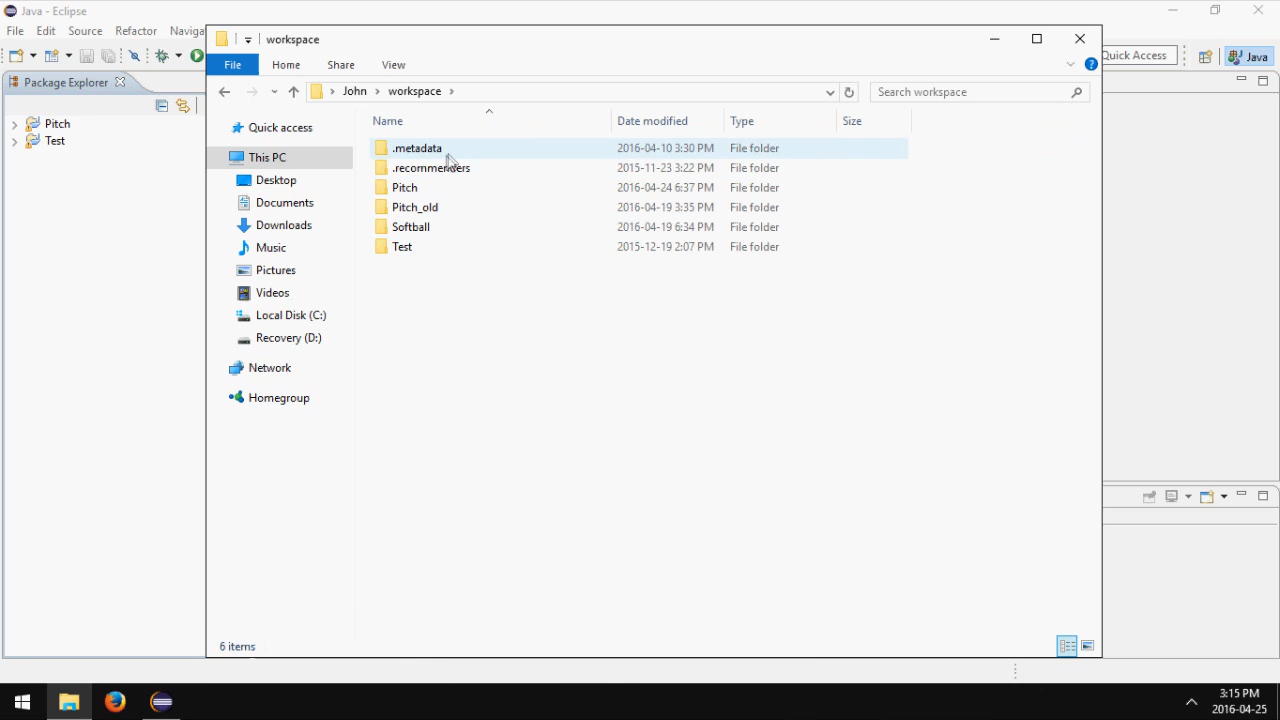 Java - Eclipse
File Edit Source Refactor Naviga
Quick Access
Java
Package Explorer
Pitch
Test
workspace
File Home Share View
John workspace
Search workspace
Quick access
This PC
Desktop
Documents
Downloads
Music
Pictures
Videos
Local Disk (C:)
Recovery (D:)
Network
Homegroup
Name Date modified Type Size
.metadata 2016-04-10 3:30 PM File folder
.recommenders 2015-11-23 3:22 PM File folder
Pitch 2016-04-24 6:37 PM File folder
Pitch_old 2016-04-19 3:35 PM File folder
Softball 2016-04-19 6:34 PM File folder
Test 2015-12-19 2:07 PM File folder
6 items
3:15 PM
2016-04-25